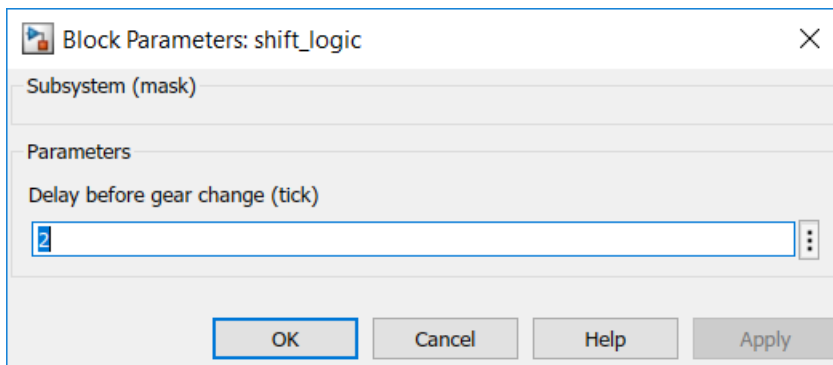 Block Parameters: shift_logic
Subsystem (mask)
Parameters
Delay before gear change (tick)
2
OK Cancel Help Apply